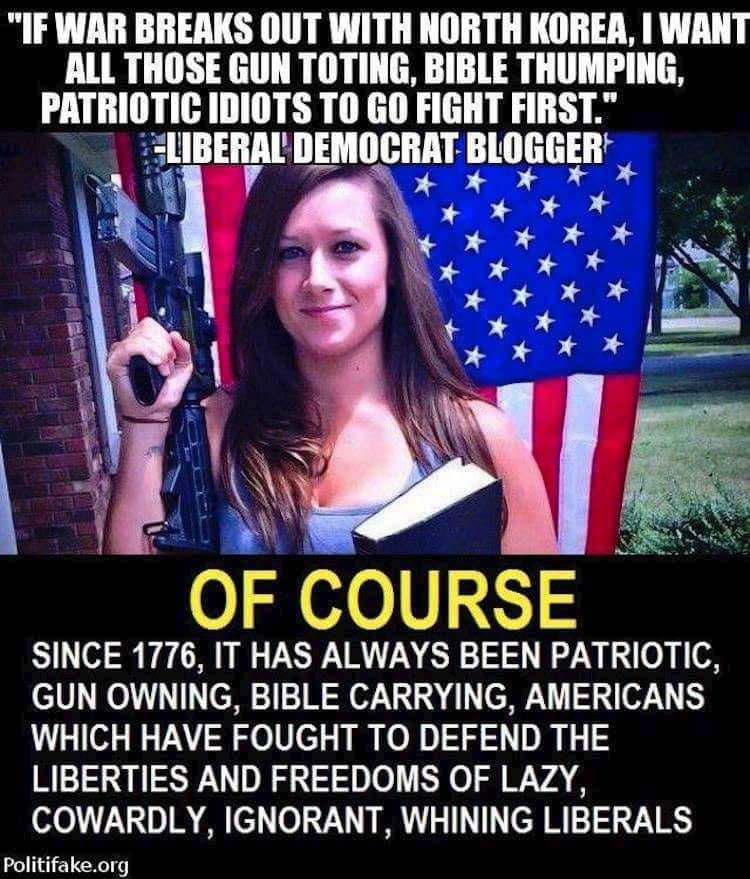 "IF WAR BREAKS OUT WITH NORTH KOREA, I WANT
ALL THOSE GUN TOTING, BIBLE THUMPING,
PATRIOTIC IDIOTS TO GO FIGHT FIRST."
-LIBERAL DEMOCRAT BLOGGER
OF COURSE
SINCE 1776, IT HAS ALWAYS BEEN PATRIOTIC,
GUN OWNING, BIBLE CARRYING, AMERICANS
WHICH HAVE FOUGHT TO DEFEND THE
LIBERTIES AND FREEDOMS OF LAZY,
COWARDLY, IGNORANT, WHINING LIBERALS
Politifake.org